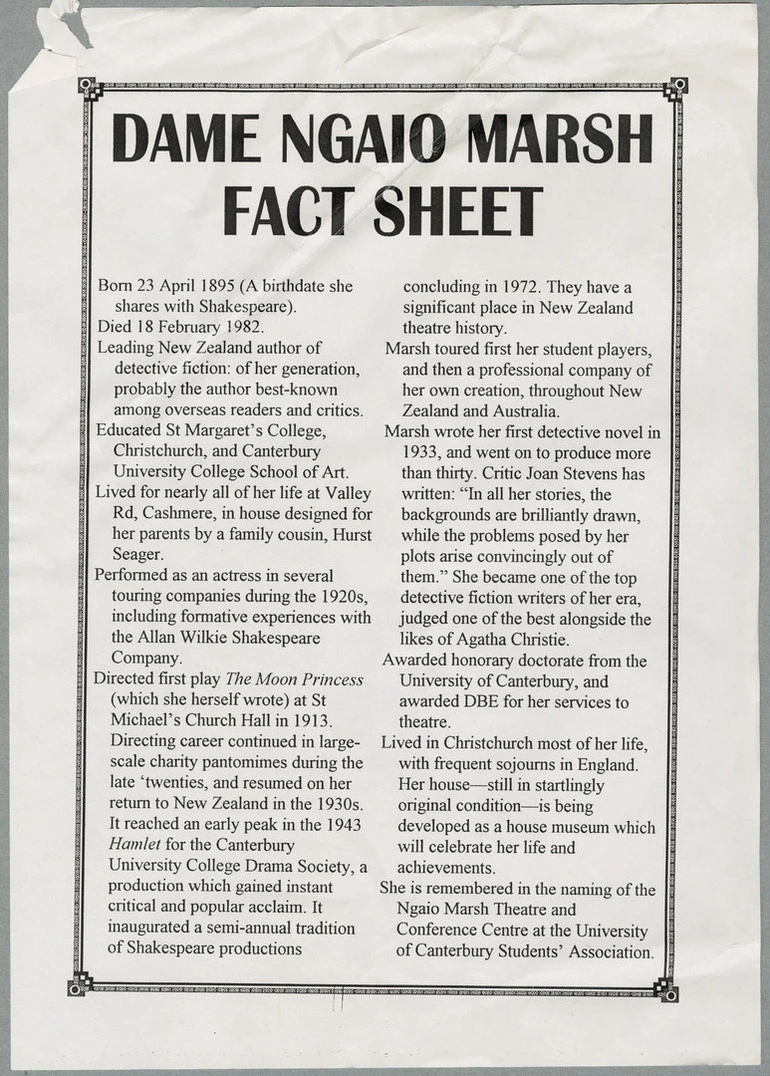 DAME NGAIO MARSH
FACT SHEET
Born 23 April 1895 (A birthdate she
shares with Shakespeare).
Died 18 February 1982.
Leading New Zealand author of
detective fiction: of her generation,
probably the author best-known
among overseas readers and critics.
Educated St Margaret's College,
Christchurch, and Canterbury
University College School of Art.
Lived for nearly all of her life at Valley
Rd, Cashmere, in house designed for
her parents by a family cousin, Hurst
Seager.
Performed as an actress in several
touring companies during the 1920s,
including formative experiences with
the Allan Wilkie Shakespeare
Company.
Directed first play The Moon Princess
(which she herself wrote) at St
Michael's Church Hall in 1913.
Directing career continued in large-
scale charity pantomimes during the
late 'twenties, and resumed on her
return to New Zealand in the 1930s.
It reached an early peak in the 1943
Hamlet for the Canterbury
University College Drama Society, a
production which gained instant
critical and popular acclaim. It
inaugurated a semi-annual tradition
of Shakespeare productions
concluding in 1972. They have a
significant place in New Zealand
theatre history.
Marsh toured first her student players,
and then a professional company of
her own creation, throughout New
Zealand and Australia.
Marsh wrote her first detective novel in
1933, and went on to produce more
than thirty. Critic Joan Stevens has
written: "In all her stories, the
backgrounds are brilliantly drawn,
while the problems posed by her
plots arise convincingly out of
them." She became one of the top
detective fiction writers of her era,
judged one of the best alongside the
likes of Agatha Christie.
Awarded honorary doctorate from the
University of Canterbury, and
awarded DBE for her services to
theatre.
Lived in Christchurch most of her life,
with frequent sojourns in England.
Her house—still in startlingly
original condition—is being
developed as a house museum which
will celebrate her life and
achievements.
She is remembered in the naming of the
Ngaio Marsh Theatre and
Conference Centre at the University
of Canterbury Students' Association.